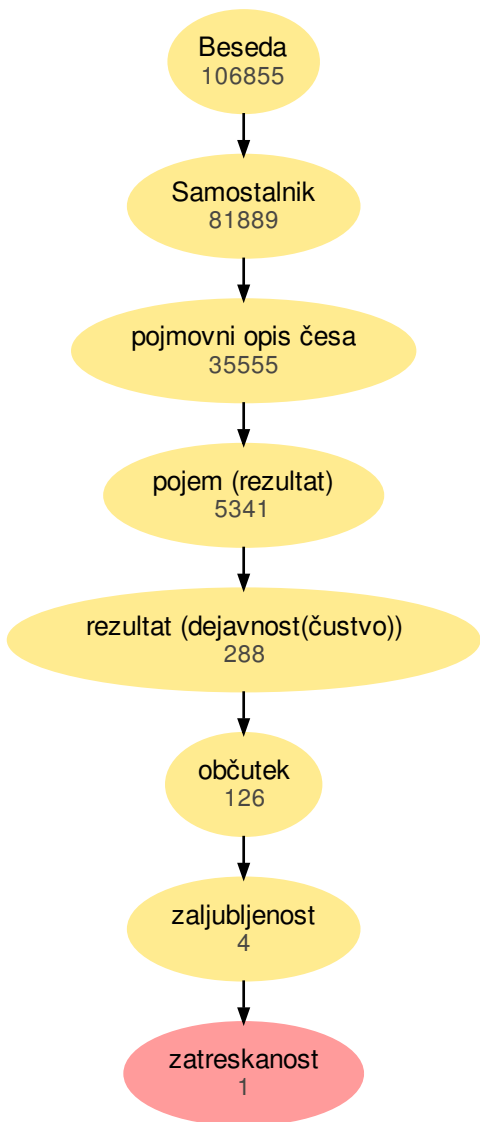 Beseda
106855
Samostalnik
81889
pojmovni opis česa
35555
pojem (rezultat)
5341
rezultat (dejavnost(čustvo))
288
občutek
126
zaljubljenost
4
zatreskanost
1